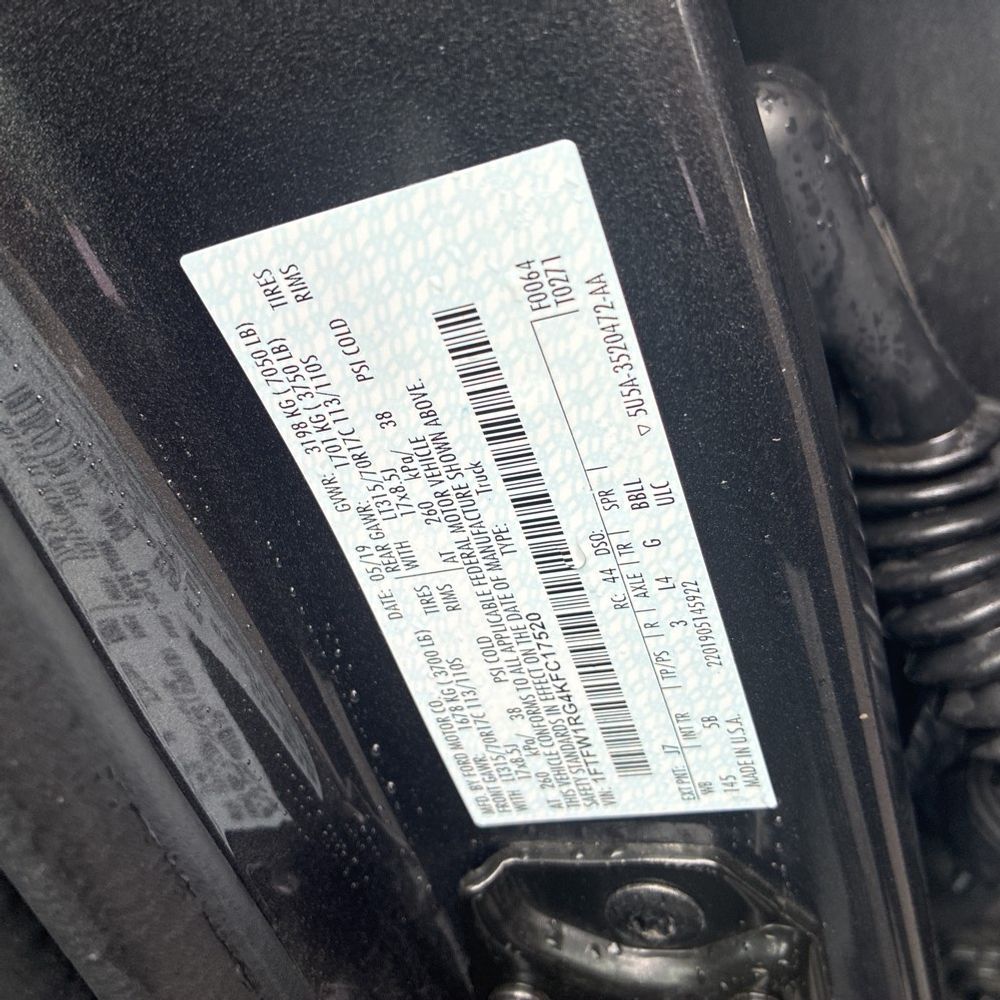 MFD. BY FORD MOTOR CO. DATE: 05/19 GVWR: 3198 KG ( 7050 LB)
FRONT GAWR: 1678 KG ( 3700 LB) REAR GAWR: 1701 KG ( 3750 LB)
WITH LT315/70R17C 113/110S TIRES WITH LT315/70R17C 113/110S TIRES
17x8.5J RIMS 17x8.5J RIMS
AT 260 kPa/ 38 PSI COLD AT 260 kPa/ 38 PSI COLD
THIS VEHICLE CONFORMS TO ALL APPLICABLE FEDERAL MOTOR VEHICLE
SAFETY STANDARDS IN EFFECT ON THE DATE OF MANUFACTURE SHOWN ABOVE.
VIN: 1FTFW1RG4KFC17520 TYPE: Truck
F0064
T0271
EXT PNT: J7 RC: 44 DSO:
WB INT TR TP/PS R AXLE TR SPR
145 5B 3 L4 G BBLL
ULC
MADE IN U.S.A. 2201905145922 ▽ 5U5A-3520472-AA